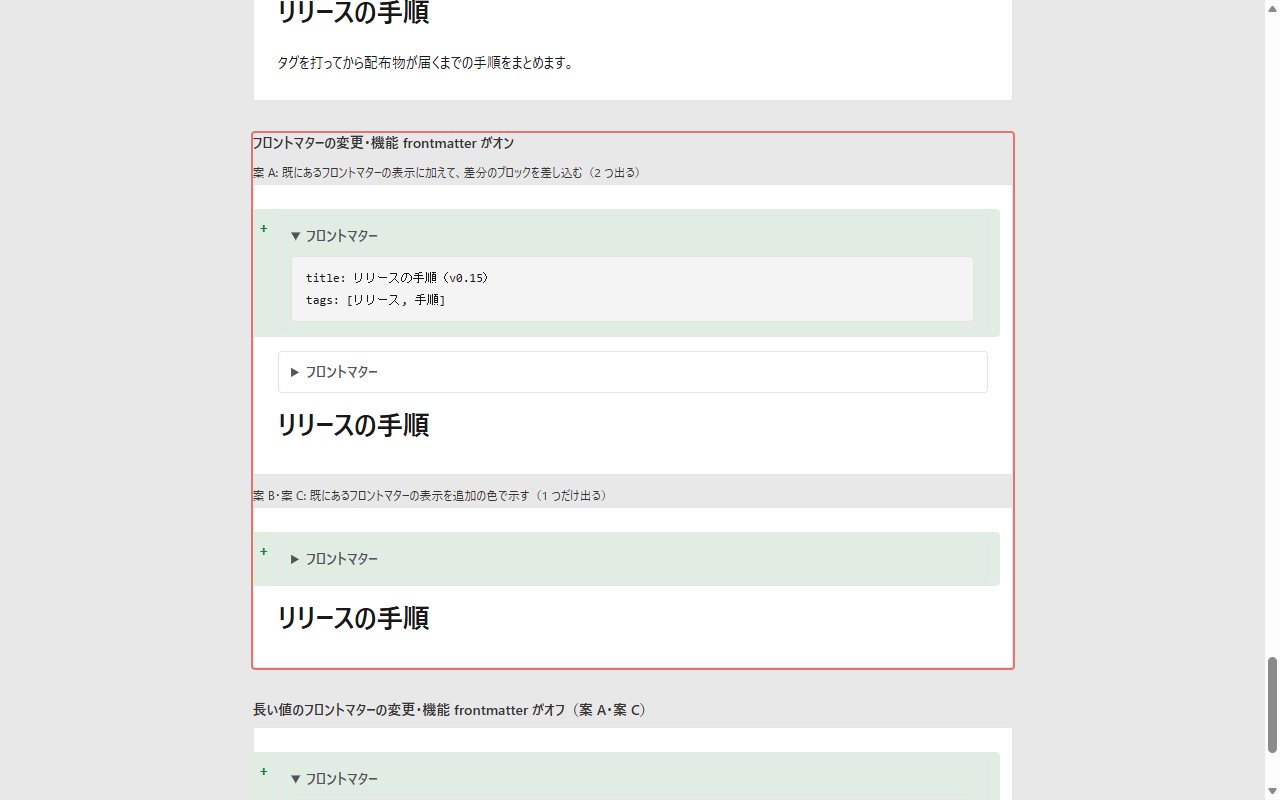 リリースの手順
タグを打ってから配布物が届くまでの手順をまとめます。
フロントマターの変更・機能 frontmatter がオン
案 A: 既にあるフロントマターの表示に加えて、差分のブロックを差し込む（2 つ出る）
+ ▼ フロントマター
title: リリースの手順（v0.15）
tags: [リリース, 手順]
▶ フロントマター
リリースの手順
案 B・案 C: 既にあるフロントマターの表示を追加の色で示す（1 つだけ出る）
+ ▶ フロントマター
リリースの手順
長い値のフロントマターの変更・機能 frontmatter がオフ（案 A・案 C）
+ ▼ フロントマター